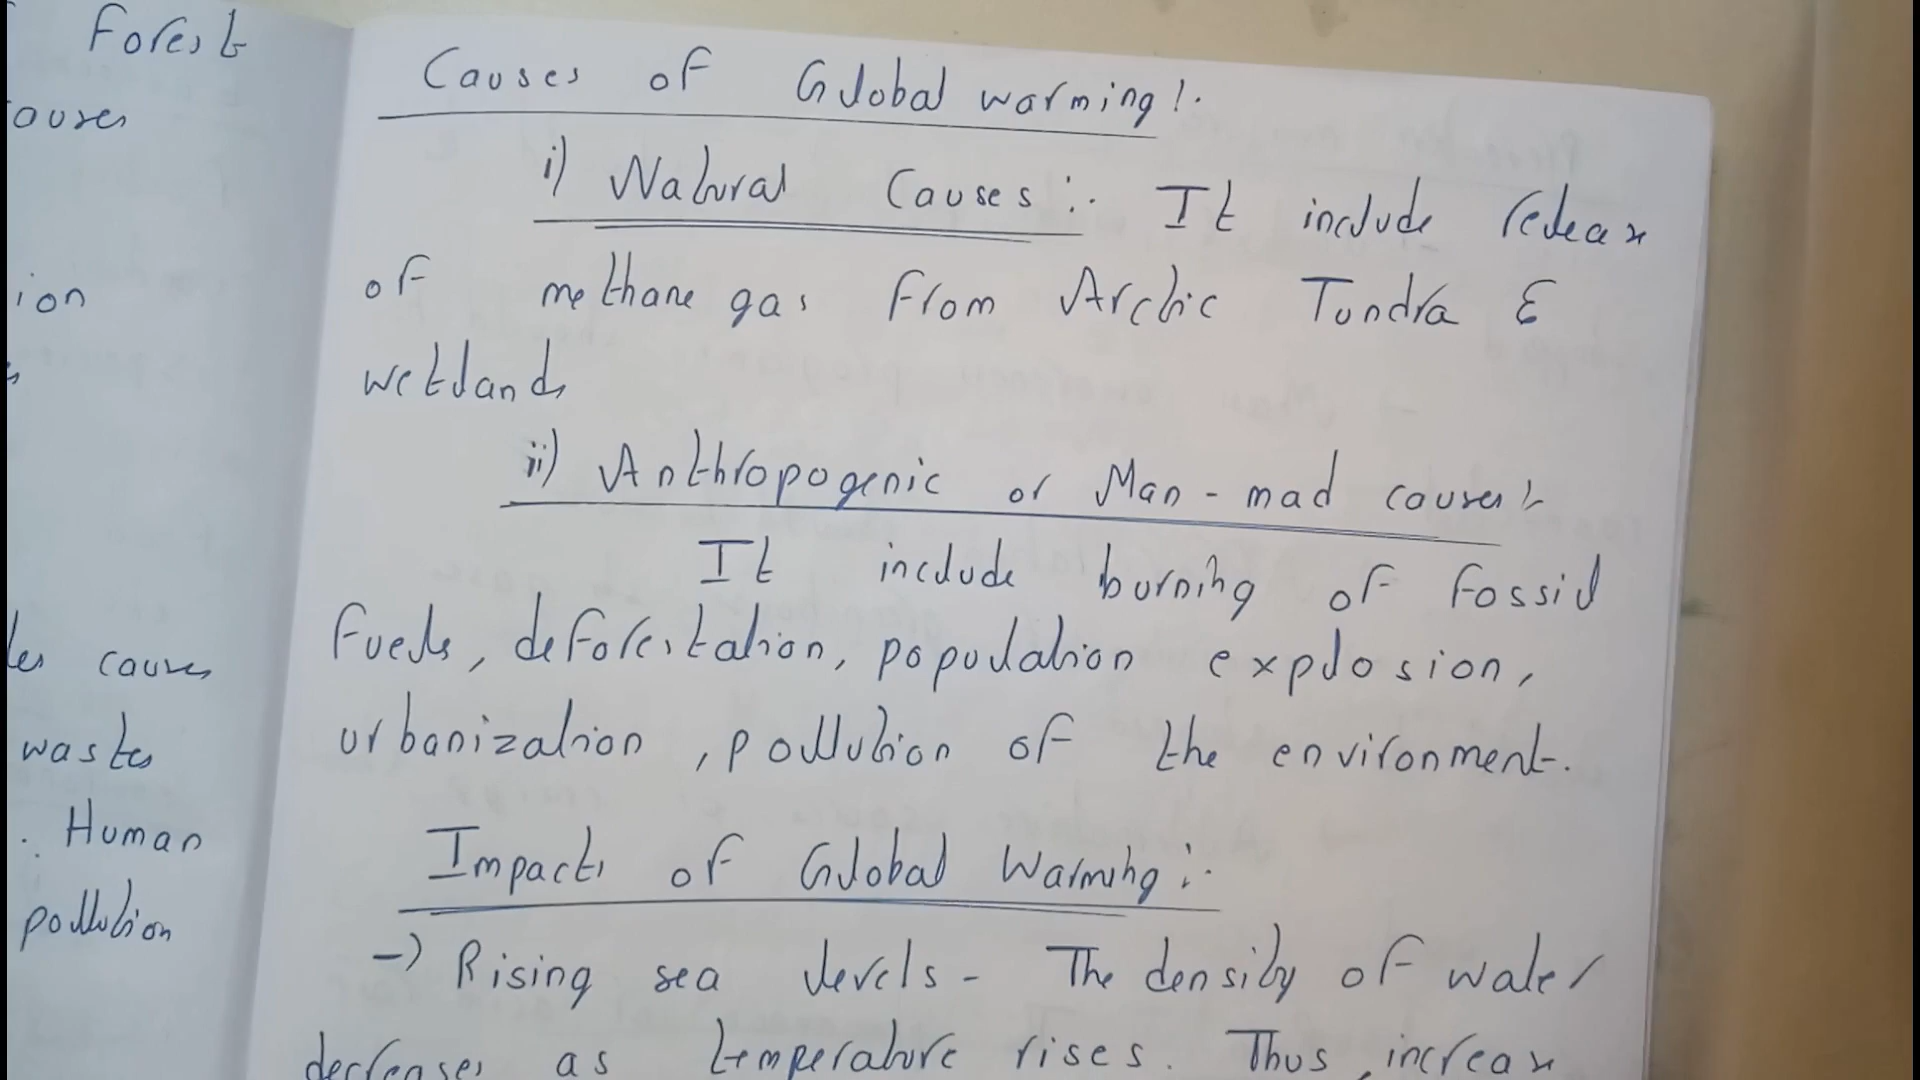 Forest
ouses
ion
les causes
wastes
. Human
pollution
Causes of Global warming:-
i) Natural Causes:- It include release
of methane gas from Arctic Tundra &
wetlands
ii) Anthropogenic or Man-mad causes:-
It include burning of fossil
fuels, deforestation, population explosion,
urbanization, pollution of the environment.
Impacts of Global Warming:-
-> Rising sea levels - The density of water
decreases as temperature rises. Thus, increase